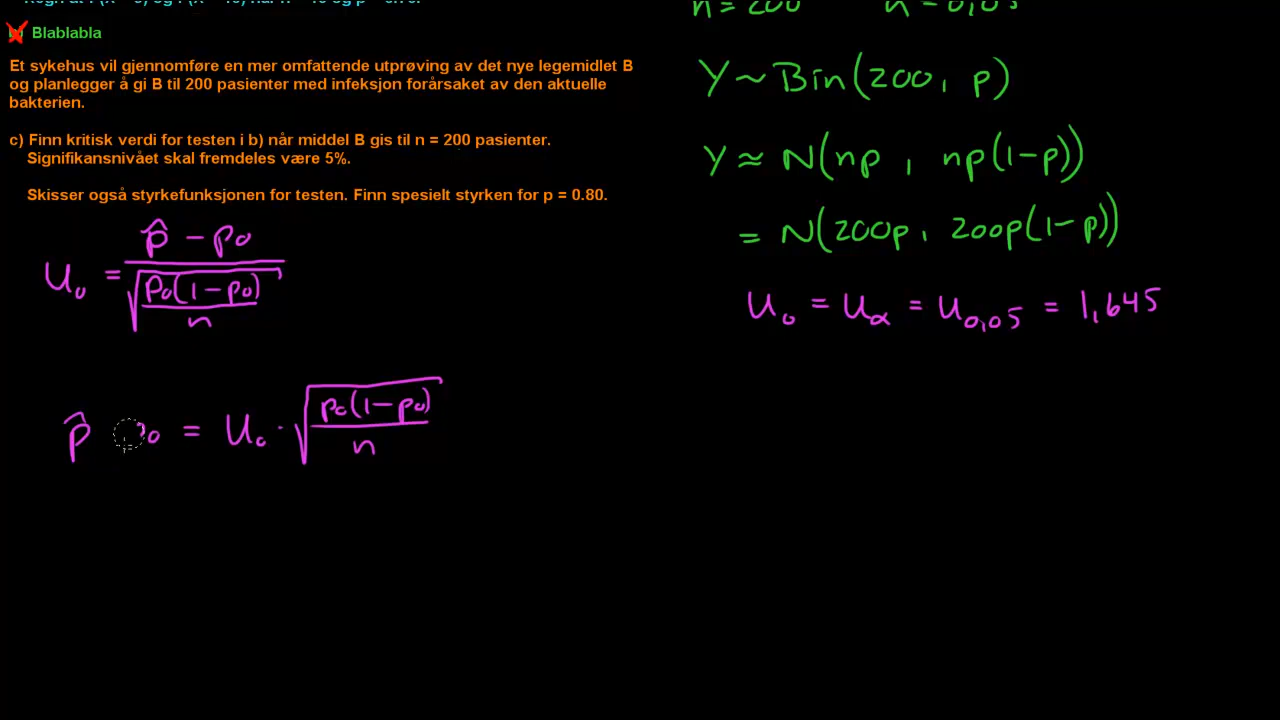 b) Blablabla
Et sykehus vil gjennomføre en mer omfattende utprøving av det nye legemidlet B
og planlegger å gi B til 200 pasienter med infeksjon forårsaket av den aktuelle
bakterien.
c) Finn kritisk verdi for testen i b) når middel B gis til n = 200 pasienter.
Signifikansnivået skal fremdeles være 5%.
Skisser også styrkefunksjonen for testen. Finn spesielt styrken for p = 0.80.
U₀ = (p̂ - p₀) / √(p₀(1-p₀) / n)
p̂ p₀ = U₀ · √(p₀(1-p₀) / n)
n = 200
Y ~ Bin(200, p)
Y ≈ N(np, np(1-p))
= N(200p, 200p(1-p))
U₀ = Uα = U₀,₀₅ = 1,645